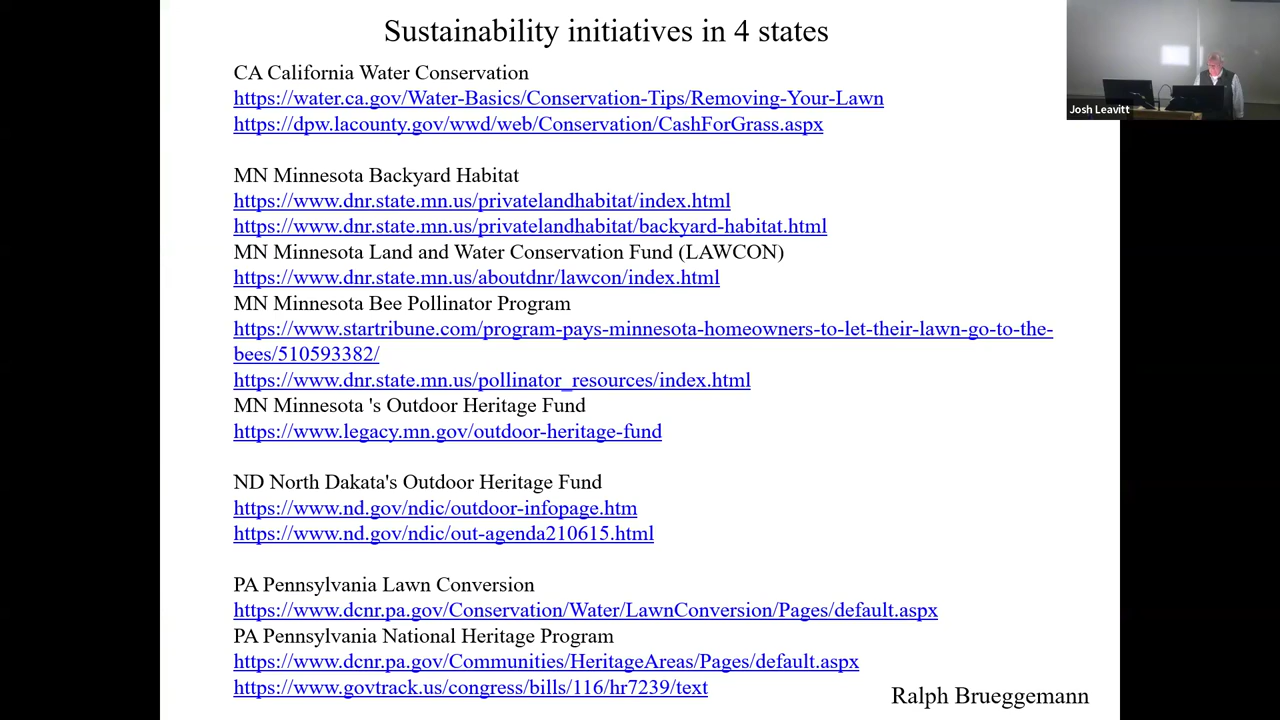 Sustainability initiatives in 4 states
Josh Leavitt
CA California Water Conservation
https://water.ca.gov/Water-Basics/Conservation-Tips/Removing-Your-Lawn
https://dpw.lacounty.gov/wwd/web/Conservation/CashForGrass.aspx
MN Minnesota Backyard Habitat
https://www.dnr.state.mn.us/privatelandhabitat/index.html
https://www.dnr.state.mn.us/privatelandhabitat/backyard-habitat.html
MN Minnesota Land and Water Conservation Fund (LAWCON)
https://www.dnr.state.mn.us/aboutdnr/lawcon/index.html
MN Minnesota Bee Pollinator Program
https://www.startribune.com/program-pays-minnesota-homeowners-to-let-their-lawn-go-to-the-
bees/510593382/
https://www.dnr.state.mn.us/pollinator_resources/index.html
MN Minnesota 's Outdoor Heritage Fund
https://www.legacy.mn.gov/outdoor-heritage-fund
ND North Dakata's Outdoor Heritage Fund
https://www.nd.gov/ndic/outdoor-infopage.htm
https://www.nd.gov/ndic/out-agenda210615.html
PA Pennsylvania Lawn Conversion
https://www.dcnr.pa.gov/Conservation/Water/LawnConversion/Pages/default.aspx
PA Pennsylvania National Heritage Program
https://www.dcnr.pa.gov/Communities/HeritageAreas/Pages/default.aspx
https://www.govtrack.us/congress/bills/116/hr7239/text
Ralph Brueggemann